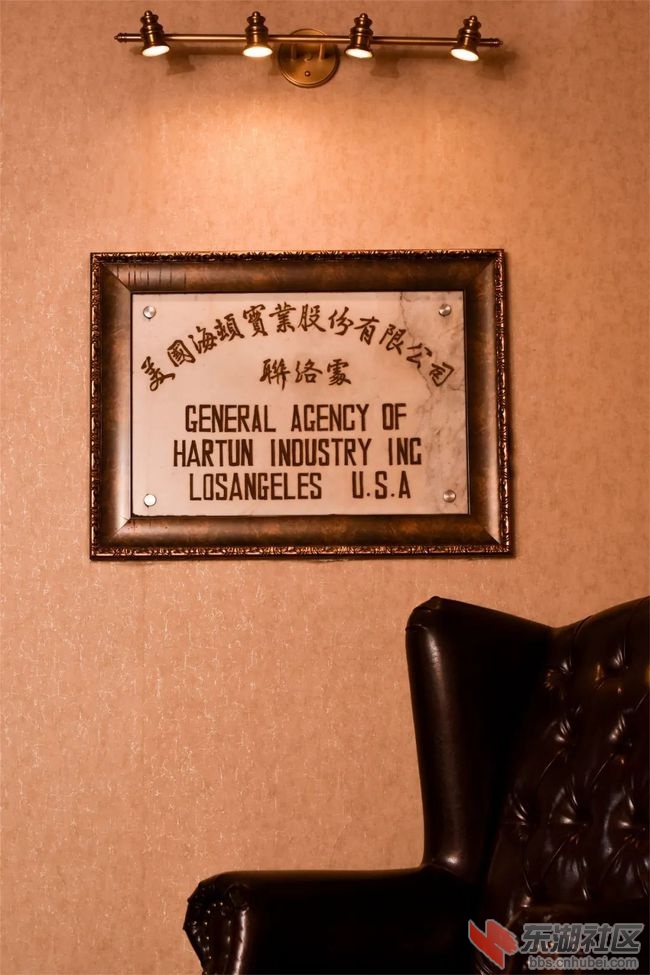 美國海頓實業股份有限公司
聯絡處
GENERAL AGENCY OF
HARTUN INDUSTRY INC
LOSANGELES U.S.A
东湖社区
bbs.cnhubei.com